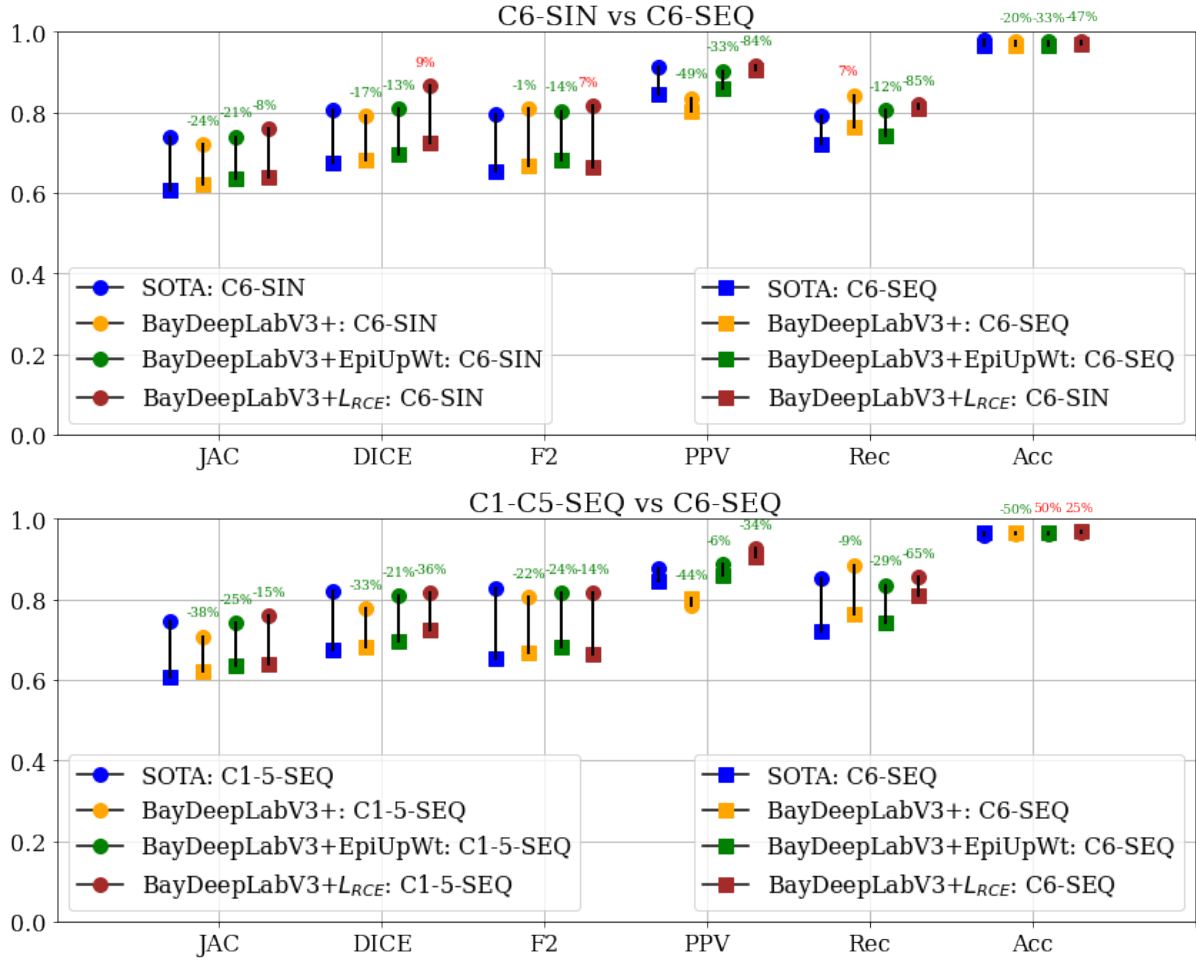 C6-SIN vs C6-SEQ
-20% -33% -47%
1.0
9%
-33% -84%
-49%
7%
-1% -14% 7%
-17% -13%
-12% -85%
-24% -21% -8%
0.8
0.6
0.4
0.2
0.0
SOTA: C6-SIN
BayDeepLabV3+: C6-SIN
BayDeepLabV3+EpiUpWt: C6-SIN
BayDeepLabV3+L_RCE: C6-SIN
SOTA: C6-SEQ
BayDeepLabV3+: C6-SEQ
BayDeepLabV3+EpiUpWt: C6-SEQ
BayDeepLabV3+L_RCE: C6-SIN
JAC DICE F2 PPV Rec Acc
C1-C5-SEQ vs C6-SEQ
-50% 50% 25%
1.0
-6% -34%
-44%
-9%
-29% -65%
-22% -24% -14%
-33% -21% -36%
-38% -25% -15%
0.8
0.6
0.4
0.2
0.0
SOTA: C1-5-SEQ
BayDeepLabV3+: C1-5-SEQ
BayDeepLabV3+EpiUpWt: C1-5-SEQ
BayDeepLabV3+L_RCE: C1-5-SEQ
SOTA: C6-SEQ
BayDeepLabV3+: C6-SEQ
BayDeepLabV3+EpiUpWt: C6-SEQ
BayDeepLabV3+L_RCE: C6-SEQ
JAC DICE F2 PPV Rec Acc